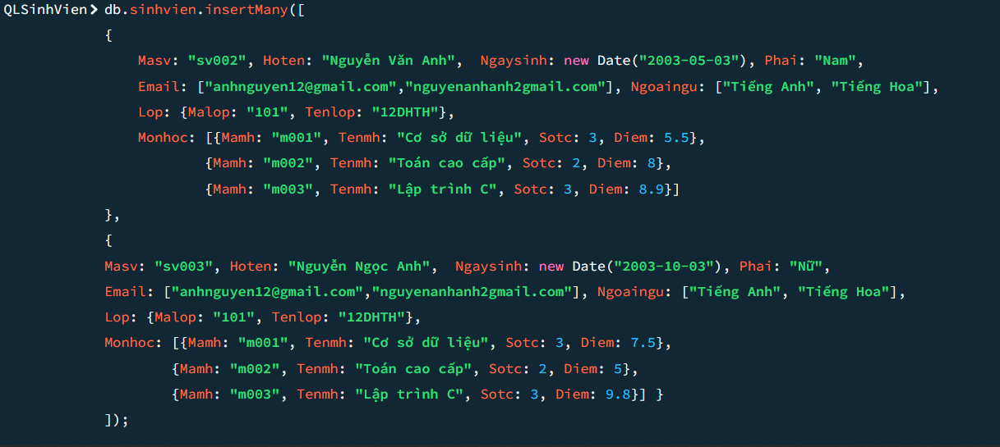 QLSinhVien> db.sinhvien.insertMany([
{
Masv: "sv002", Hoten: "Nguyễn Văn Anh", Ngaysinh: new Date("2003-05-03"), Phai: "Nam",
Email: ["anhnguyen12@gmail.com","nguyenanhanh2gmail.com"], Ngoaingu: ["Tiếng Anh", "Tiếng Hoa"],
Lop: {Malop: "101", Tenlop: "12DHTH"},
Monhoc: [{Mamh: "m001", Tenmh: "Cơ sở dữ liệu", Sotc: 3, Diem: 5.5},
{Mamh: "m002", Tenmh: "Toán cao cấp", Sotc: 2, Diem: 8},
{Mamh: "m003", Tenmh: "Lập trình C", Sotc: 3, Diem: 8.9}]
},
{
Masv: "sv003", Hoten: "Nguyễn Ngọc Anh", Ngaysinh: new Date("2003-10-03"), Phai: "Nữ",
Email: ["anhnguyen12@gmail.com","nguyenanhanh2gmail.com"], Ngoaingu: ["Tiếng Anh", "Tiếng Hoa"],
Lop: {Malop: "101", Tenlop: "12DHTH"},
Monhoc: [{Mamh: "m001", Tenmh: "Cơ sở dữ liệu", Sotc: 3, Diem: 7.5},
{Mamh: "m002", Tenmh: "Toán cao cấp", Sotc: 2, Diem: 5},
{Mamh: "m003", Tenmh: "Lập trình C", Sotc: 3, Diem: 9.8}] }
]);